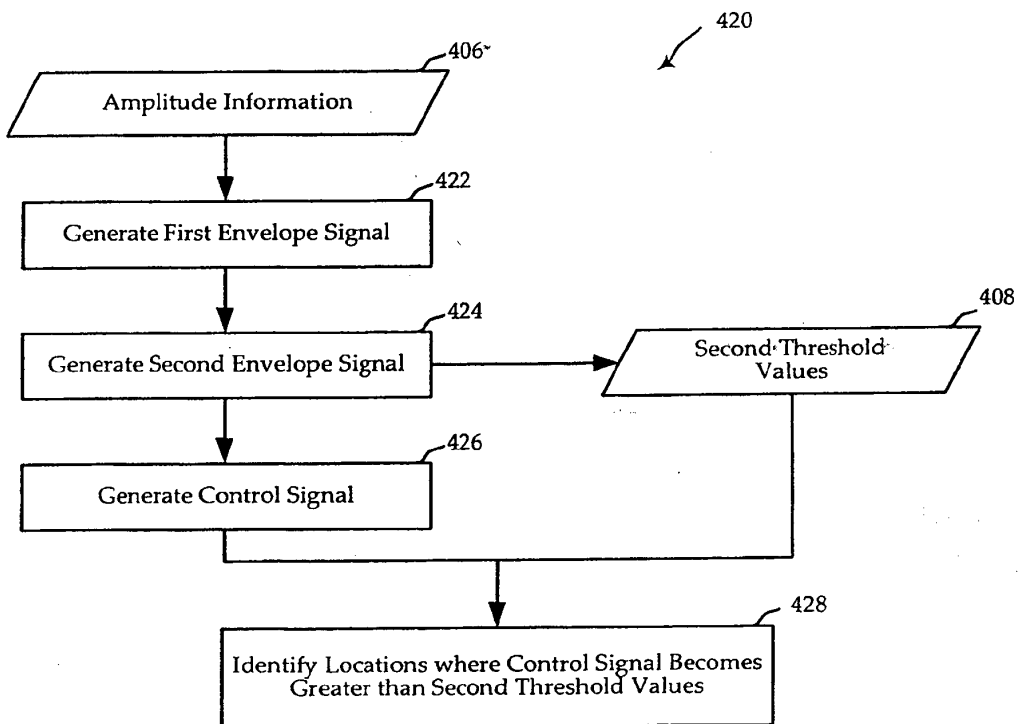 420
406
Amplitude Information
422
Generate First Envelope Signal
424
Generate Second Envelope Signal
408
Second Threshold
Values
426
Generate Control Signal
428
Identify Locations where Control Signal Becomes
Greater than Second Threshold Values